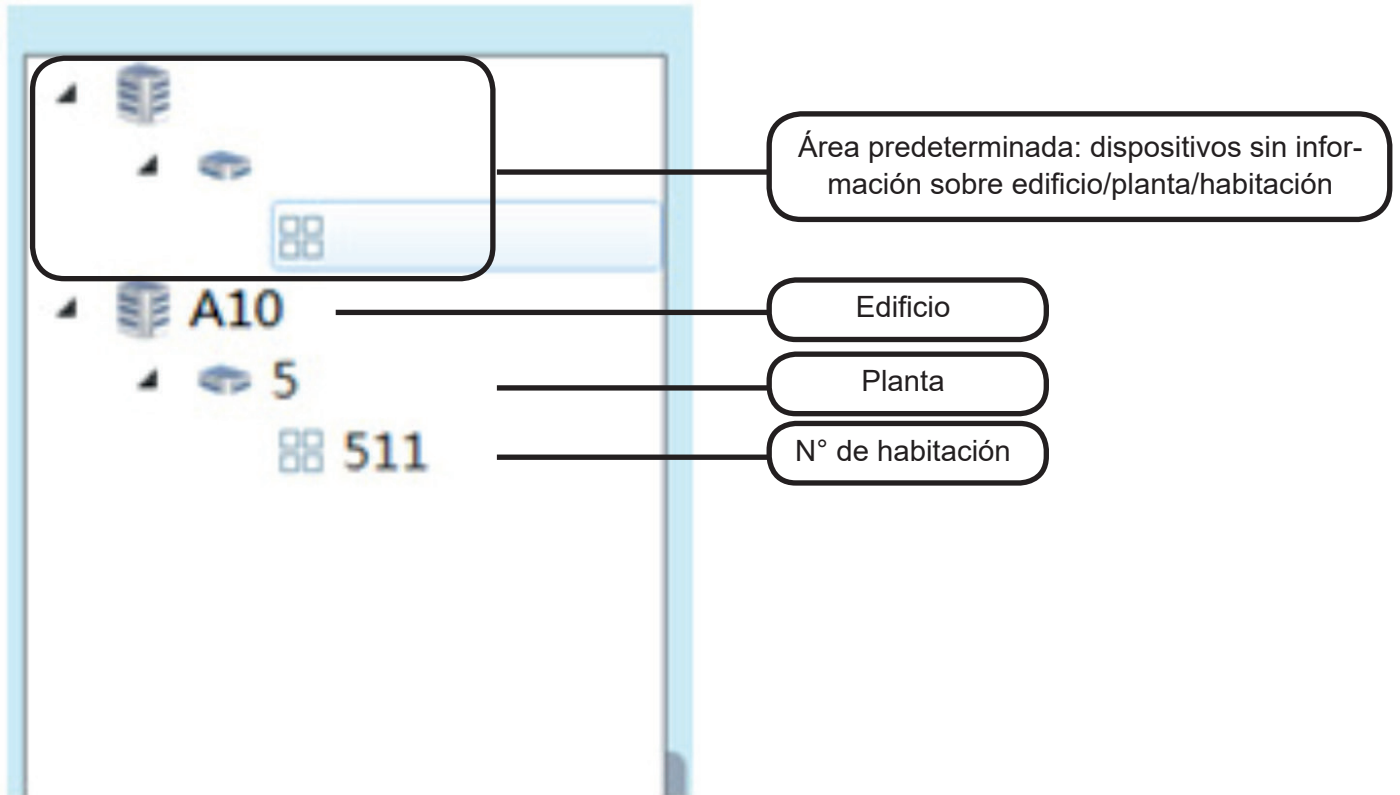 Área predeterminada: dispositivos sin infor-
mación sobre edificio/planta/habitación
A10
Edificio
5
Planta
511
N° de habitación